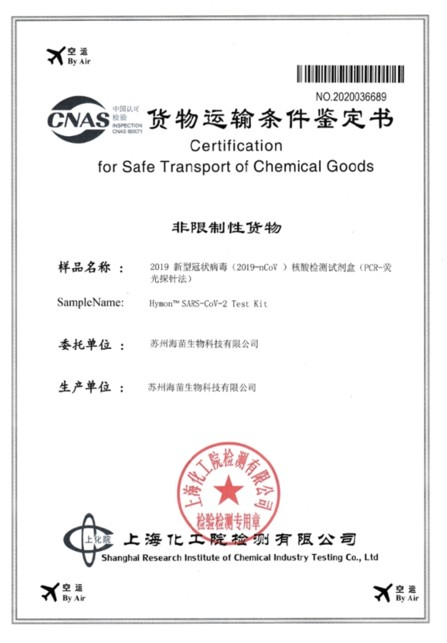 空运
By Air
NO.2020036689
CNAS
中国认可
检验
INSPECTION
货物运输条件鉴定书
Certification
for Safe Transport of Chemical Goods
非限制性货物
样品名称：
2019 新型冠状病毒（2019-nCoV）核酸检测试剂盒（PCR-荧
光探针法）
SampleName:
Hymon™ SARS-CoV-2 Test Kit
委托单位：
苏州海苗生物科技有限公司
生产单位：
苏州海苗生物科技有限公司
上海化工院检测有限公司
检验检测专用章
上化院
上海化工院检测有限公司
Shanghai Research Institute of Chemical Industry Testing Co., Ltd
空运
By Air
空运
By Air